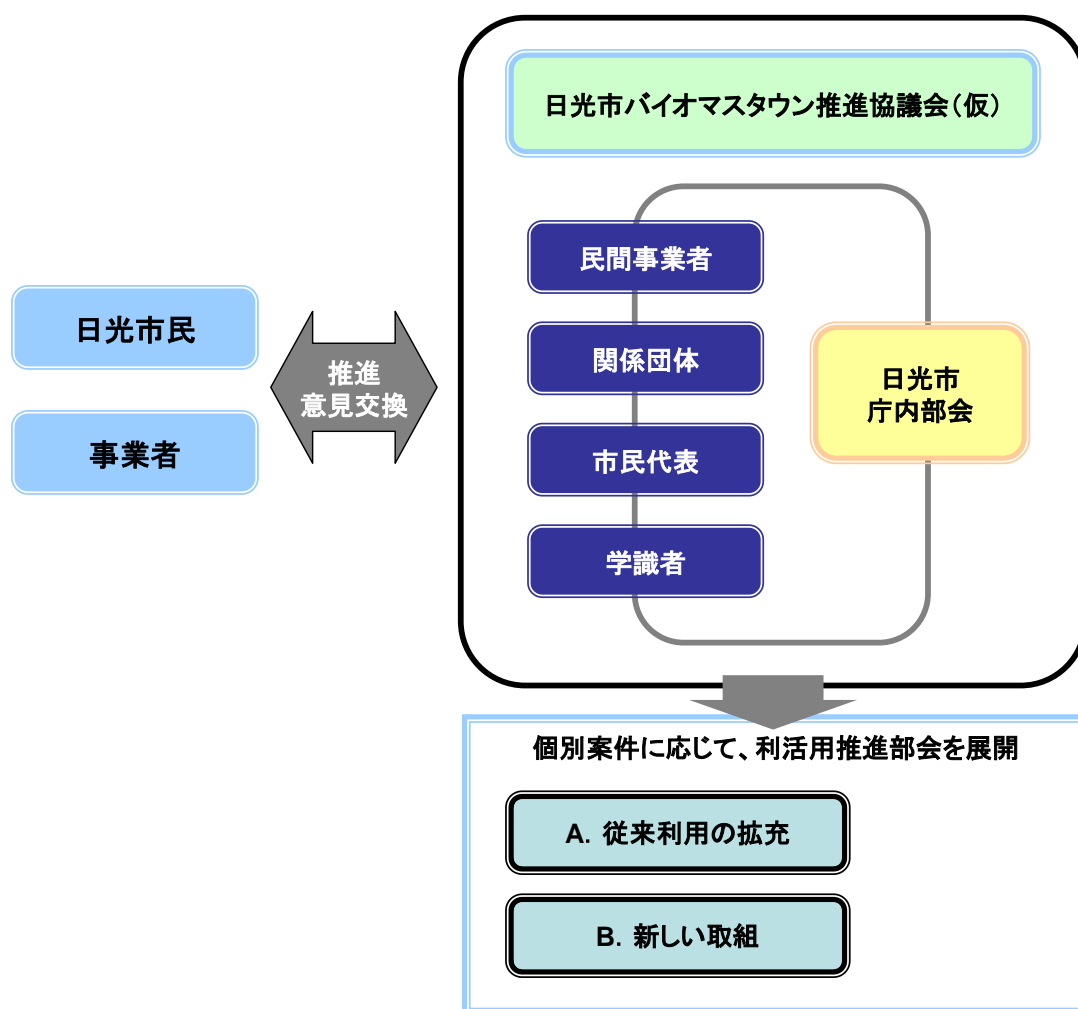 日光市バイオマスタウン推進協議会（仮）
民間事業者
関係団体
市民代表
学識者
日光市
庁内部会
日光市民
事業者
推進
意見交換
個別案件に応じて、利活用推進部会を展開
A. 従来利用の拡充
B. 新しい取組